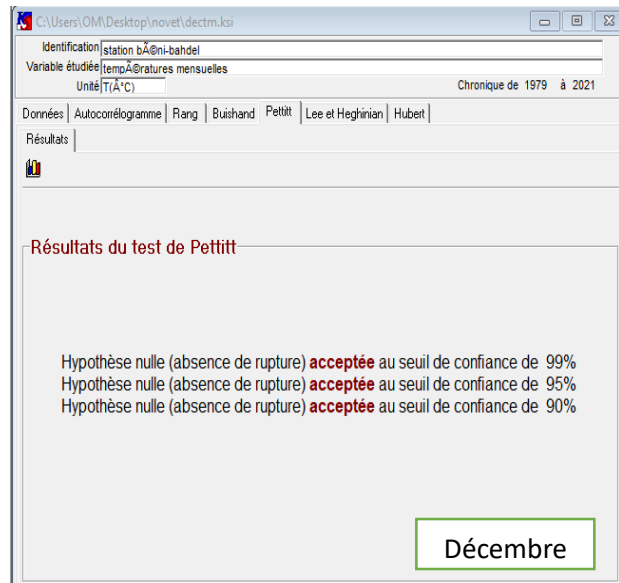 C:\Users\OM\Desktop\novet\dectm.ksi
Identification station bÃ©ni-bahdel
Variable étudiée tempÃ©ratures mensuelles
Unité T(Â°C) Chronique de 1979 à 2021
Données Autocorrélogramme Rang Buishand Pettitt Lee et Heghinian Hubert
Résultats
Résultats du test de Pettitt
Hypothèse nulle (absence de rupture) acceptée au seuil de confiance de 99%
Hypothèse nulle (absence de rupture) acceptée au seuil de confiance de 95%
Hypothèse nulle (absence de rupture) acceptée au seuil de confiance de 90%
Décembre